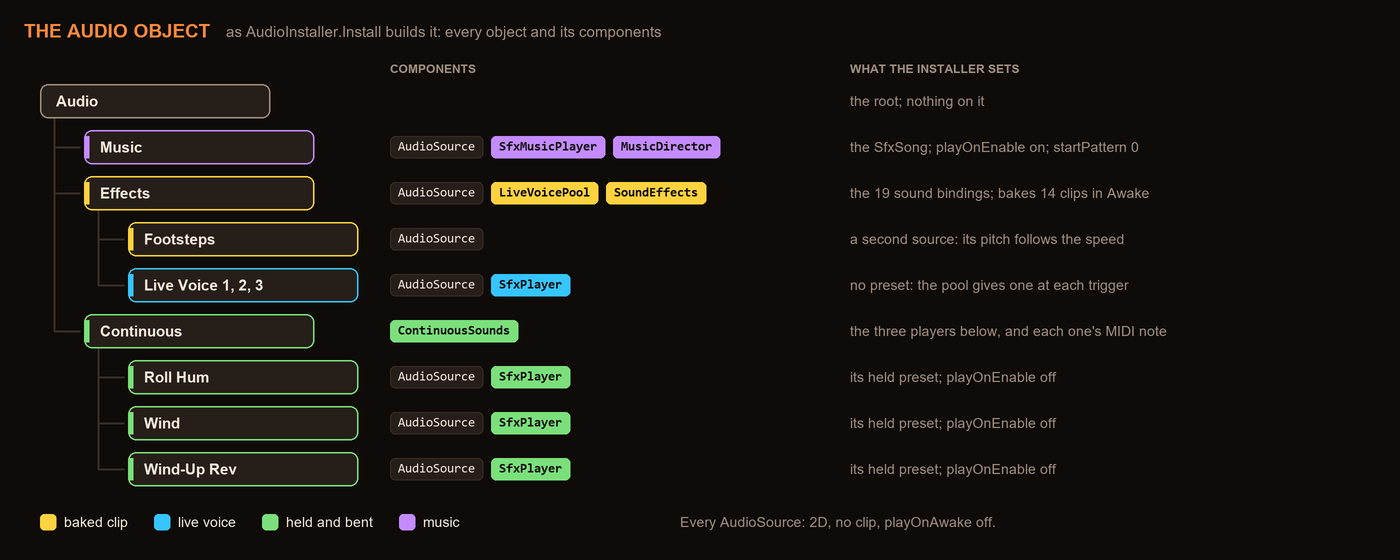 THE AUDIO OBJECT as AudioInstaller.Install builds it: every object and its components
COMPONENTS WHAT THE INSTALLER SETS
Audio the root; nothing on it
Music AudioSource SfxMusicPlayer MusicDirector the SfxSong; playOnEnable on; startPattern 0
Effects AudioSource LiveVoicePool SoundEffects the 19 sound bindings; bakes 14 clips in Awake
Footsteps AudioSource a second source: its pitch follows the speed
Live Voice 1, 2, 3 AudioSource SfxPlayer no preset: the pool gives one at each trigger
Continuous ContinuousSounds the three players below, and each one's MIDI note
Roll Hum AudioSource SfxPlayer its held preset; playOnEnable off
Wind AudioSource SfxPlayer its held preset; playOnEnable off
Wind-Up Rev AudioSource SfxPlayer its held preset; playOnEnable off
baked clip live voice held and bent music Every AudioSource: 2D, no clip, playOnAwake off.